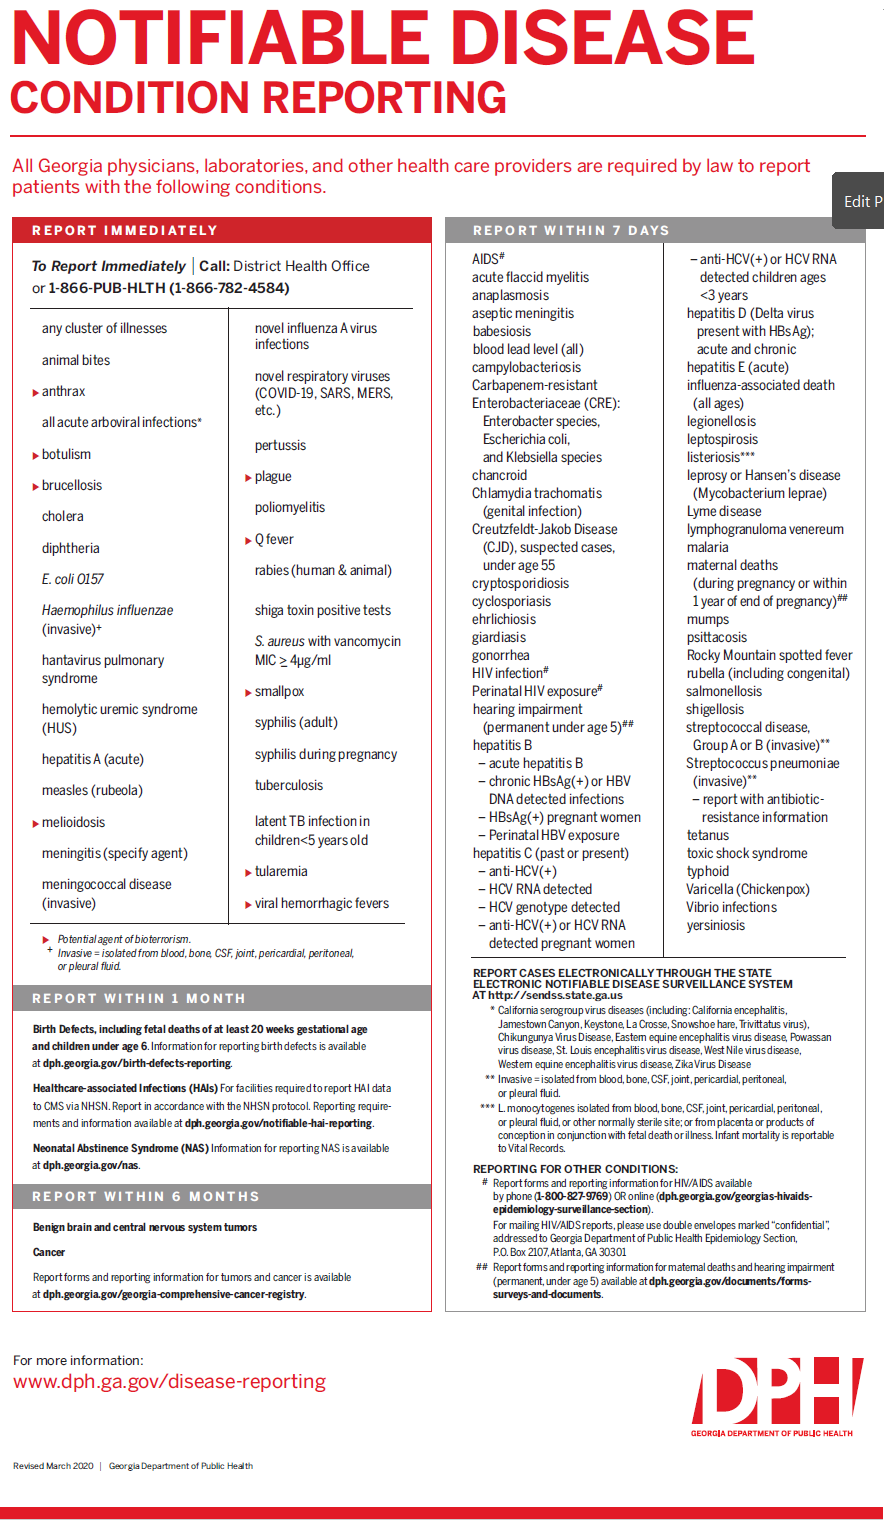 NOTIFIABLE DISEASE
CONDITION REPORTING
All Georgia physicians, laboratories, and other health care providers are required by law to report
patients with the following conditions.
Edit P
REPORT IMMEDIATELY
To Report Immediately | Call: District Health Office
or 1-866-PUB-HLTH (1-866-782-4584)
any cluster of illnesses
animal bites
▶ anthrax
all acute arboviral infections*
▶ botulism
▶ brucellosis
cholera
diphtheria
E. coli O157
Haemophilus influenzae
(invasive)+
hantavirus pulmonary
syndrome
hemolytic uremic syndrome
(HUS)
hepatitis A (acute)
measles (rubeola)
▶ melioidosis
meningitis (specify agent)
meningococcal disease
(invasive)
novel influenza A virus
infections
novel respiratory viruses
(COVID-19, SARS, MERS,
etc.)
pertussis
▶ plague
poliomyelitis
▶ Q fever
rabies (human & animal)
shiga toxin positive tests
S. aureus with vancomycin
MIC ≥ 4µg/ml
▶ smallpox
syphilis (adult)
syphilis during pregnancy
tuberculosis
latent TB infection in
children<5 years old
▶ tularemia
▶ viral hemorrhagic fevers
▶ Potential agent of bioterrorism.
+ Invasive = isolated from blood, bone, CSF, joint, pericardial, peritoneal,
or pleural fluid.
REPORT WITHIN 1 MONTH
Birth Defects, including fetal deaths of at least 20 weeks gestational age
and children under age 6. Information for reporting birth defects is available
at dph.georgia.gov/birth-defects-reporting.
Healthcare-associated Infections (HAIs) For facilities required to report HAI data
to CMS via NHSN. Report in accordance with the NHSN protocol. Reporting require-
ments and information available at dph.georgia.gov/notifiable-hai-reporting.
Neonatal Abstinence Syndrome (NAS) Information for reporting NAS is available
at dph.georgia.gov/nas.
REPORT WITHIN 6 MONTHS
Benign brain and central nervous system tumors
Cancer
Report forms and reporting information for tumors and cancer is available
at dph.georgia.gov/georgia-comprehensive-cancer-registry.
REPORT WITHIN 7 DAYS
AIDS#
acute flaccid myelitis
anaplasmosis
aseptic meningitis
babesiosis
blood lead level (all)
campylobacteriosis
Carbapenem-resistant
Enterobacteriaceae (CRE):
Enterobacter species,
Escherichia coli,
and Klebsiella species
chancroid
Chlamydia trachomatis
(genital infection)
Creutzfeldt-Jakob Disease
(CJD), suspected cases,
under age 55
cryptosporidiosis
cyclosporiasis
ehrlichiosis
giardiasis
gonorrhea
HIV infection#
Perinatal HIV exposure#
hearing impairment
(permanent under age 5)##
hepatitis B
– acute hepatitis B
– chronic HBsAg(+) or HBV
DNA detected infections
– HBsAg(+) pregnant women
– Perinatal HBV exposure
hepatitis C (past or present)
– anti-HCV(+)
– HCV RNA detected
– HCV genotype detected
– anti-HCV(+) or HCV RNA
detected pregnant women
– anti-HCV(+) or HCV RNA
detected children ages
<3 years
hepatitis D (Delta virus
present with HBsAg);
acute and chronic
hepatitis E (acute)
influenza-associated death
(all ages)
legionellosis
leptospirosis
listeriosis***
leprosy or Hansen's disease
(Mycobacterium leprae)
Lyme disease
lymphogranuloma venereum
malaria
maternal deaths
(during pregnancy or within
1 year of end of pregnancy)##
mumps
psittacosis
Rocky Mountain spotted fever
rubella (including congenital)
salmonellosis
shigellosis
streptococcal disease,
Group A or B (invasive)**
Streptococcus pneumoniae
(invasive)**
– report with antibiotic-
resistance information
tetanus
toxic shock syndrome
typhoid
Varicella (Chickenpox)
Vibrio infections
yersiniosis
REPORT CASES ELECTRONICALLY THROUGH THE STATE
ELECTRONIC NOTIFIABLE DISEASE SURVEILLANCE SYSTEM
AT http://sendss.state.ga.us
* California serogroup virus diseases (including: California encephalitis,
Jamestown Canyon, Keystone, La Crosse, Snowshoe hare, Trivittatus virus),
Chikungunya Virus Disease, Eastern equine encephalitis virus disease, Powassan
virus disease, St. Louis encephalitis virus disease, West Nile virus disease,
Western equine encephalitis virus disease, Zika Virus Disease
** Invasive = isolated from blood, bone, CSF, joint, pericardial, peritoneal,
or pleural fluid.
*** L. monocytogenes isolated from blood, bone, CSF, joint, pericardial, peritoneal,
or pleural fluid, or other normally sterile site; or from placenta or products of
conception in conjunction with fetal death or illness. Infant mortality is reportable
to Vital Records.
REPORTING FOR OTHER CONDITIONS:
# Report forms and reporting information for HIV/AIDS available
by phone (1-800-827-9769) OR online (dph.georgia.gov/georgias-hivaids-
epidemiology-surveillance-section).
For mailing HIV/AIDS reports, please use double envelopes marked "confidential",
addressed to Georgia Department of Public Health Epidemiology Section,
P.O. Box 2107, Atlanta, GA 30301
## Report forms and reporting information for maternal deaths and hearing impairment
(permanent, under age 5) available at dph.georgia.gov/documents/forms-
surveys-and-documents.
For more information:
www.dph.ga.gov/disease-reporting
DPH
GEORGIA DEPARTMENT OF PUBLIC HEALTH
Revised March 2020 | Georgia Department of Public Health